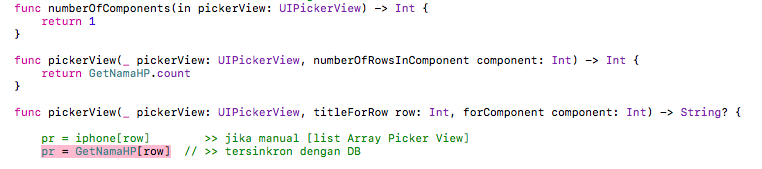 func numberOfComponents(in pickerView: UIPickerView) -> Int {
return 1
}
func pickerView(_ pickerView: UIPickerView, numberOfRowsInComponent component: Int) -> Int {
return GetNamaHP.count
}
func pickerView(_ pickerView: UIPickerView, titleForRow row: Int, forComponent component: Int) -> String? {
pr = iphone[row] >> jika manual [list Array Picker View]
pr = GetNamaHP[row] // >> tersinkron dengan DB